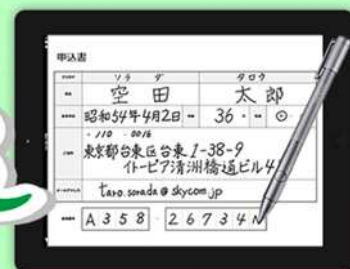 申込書
ソラ ダ タロウ
空田 太郎
昭和54年4月2日 36
110-0016
東京都台東区台東1-38-9
イトーピア清洲橋通ビル4
taro.sorada@skycom.jp
A358-26734N